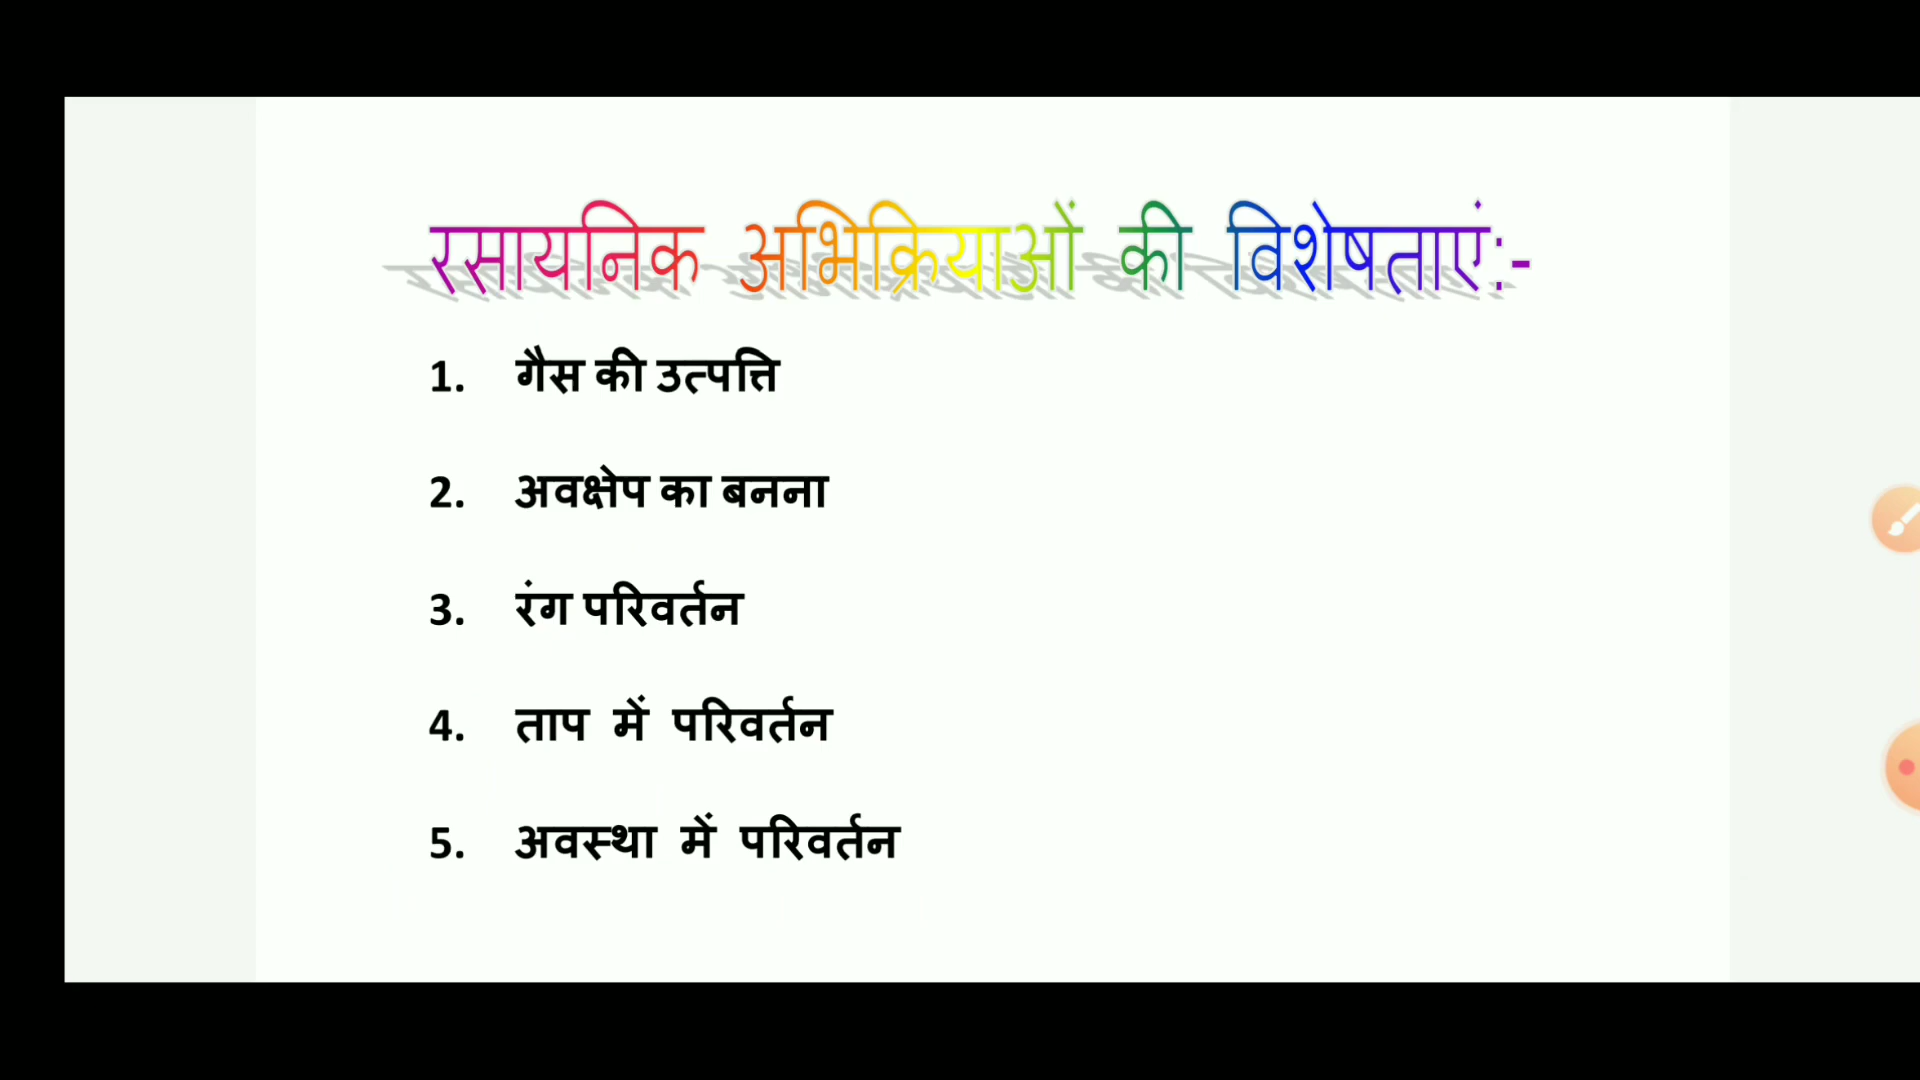 रसायनिक अभिक्रियाओं की विशेषताएं:-
1. गैस की उत्पत्ति
2. अवक्षेप का बनना
3. रंग परिवर्तन
4. ताप में परिवर्तन
5. अवस्था में परिवर्तन